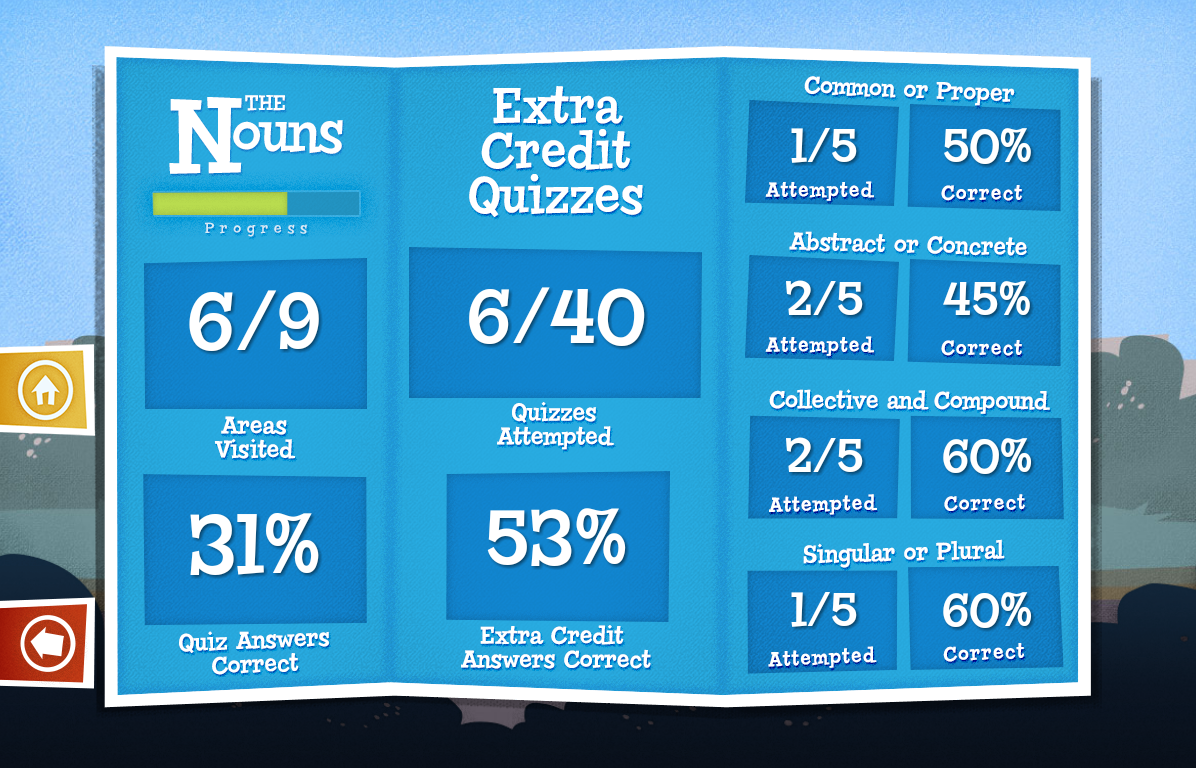 THE
Nouns
Progress
6/9
Areas
Visited
31%
Quiz Answers
Correct
Extra
Credit
Quizzes
6/40
Quizzes
Attempted
53%
Extra Credit
Answers Correct
Common or Proper
1/5
Attempted
50%
Correct
Abstract or Concrete
2/5
Attempted
45%
Correct
Collective and Compound
2/5
Attempted
60%
Correct
Singular or Plural
1/5
Attempted
60%
Correct